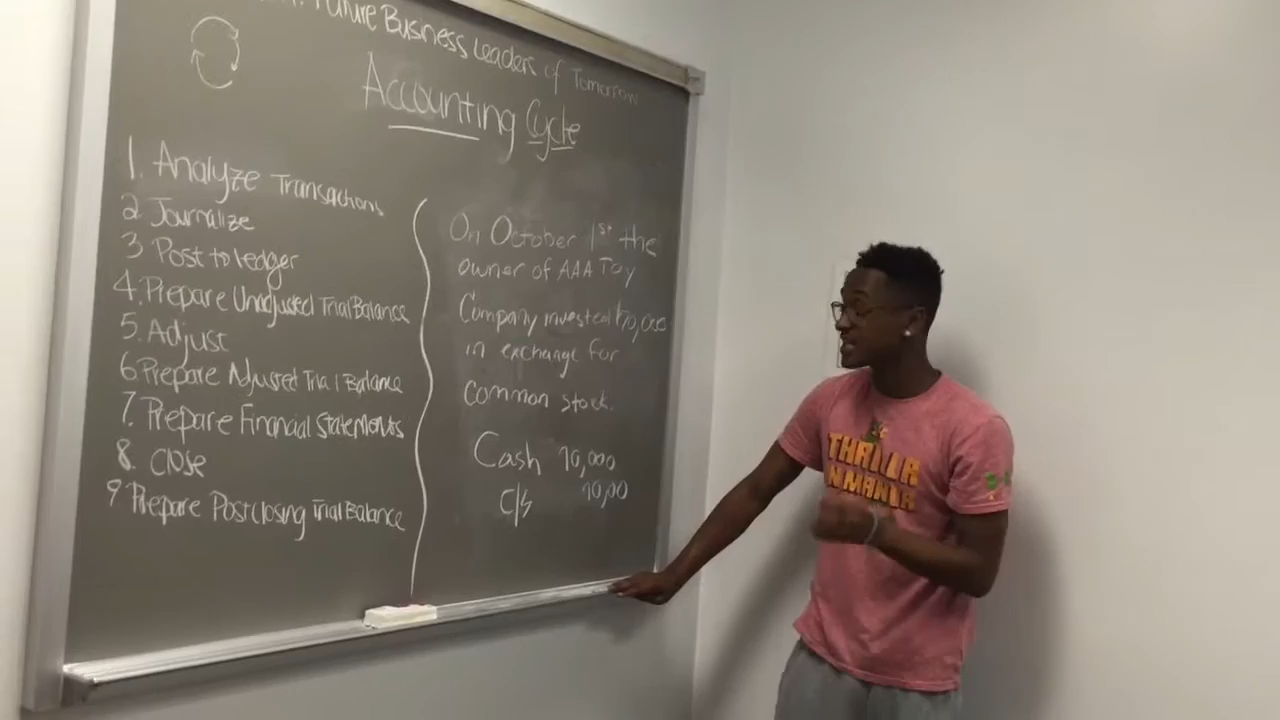 Future Business Leaders of Tomorrow
Accounting Cycle
1. Analyze Transactions
2 Journalize
3 Post to ledger
4. Prepare Unadjusted Trial Balance
5. Adjust
6 Prepare Adjusted Trial Balance
7. Prepare Financial Statements
8. Close
9. Prepare Postclosing Trial Balance
On October 1st the
owner of AAA Toy
Company invested $10,000
in exchange for
Common stock.
Cash 10,000
C/S 10,00
THRILLA
N MANILA